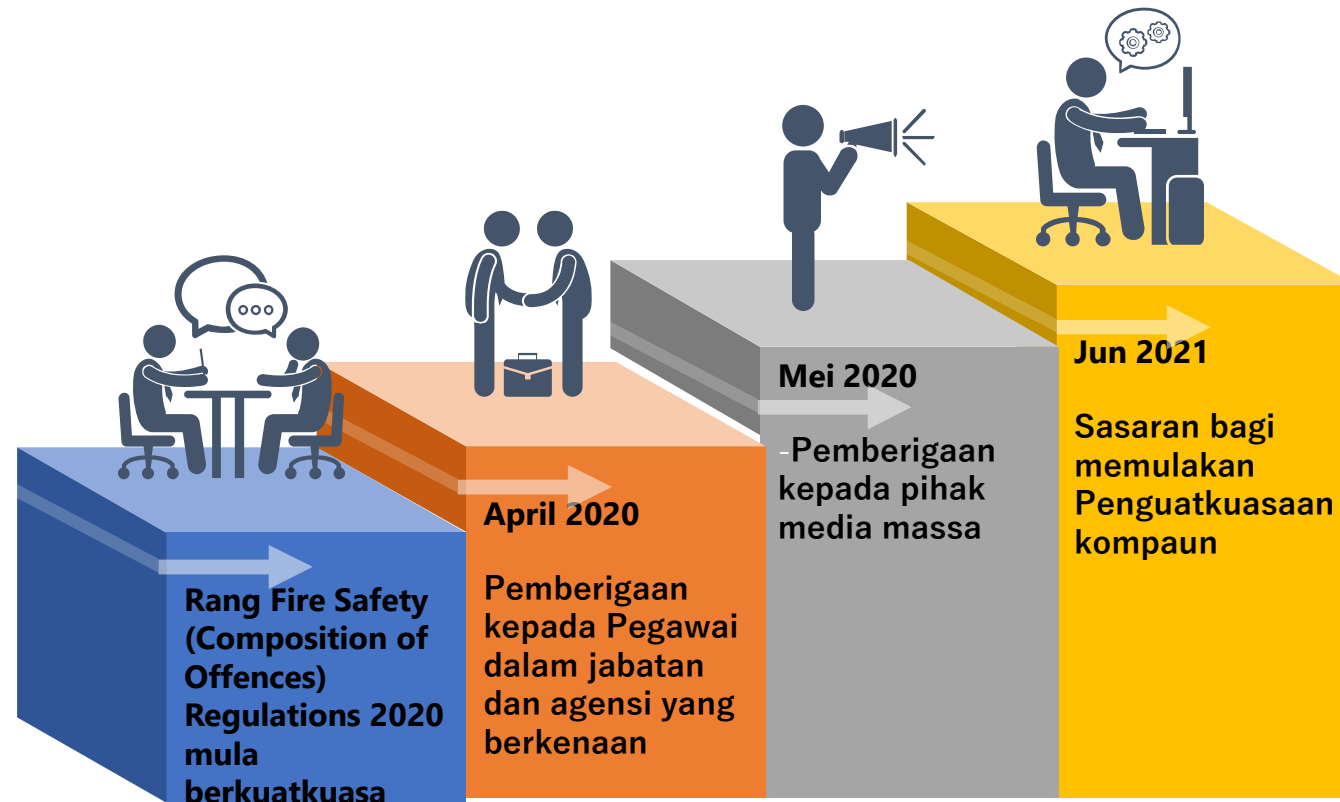 Rang Fire Safety
(Composition of
Offences)
Regulations 2020
mula
berkuatkuasa
April 2020
Pemberigaan
kepada Pegawai
dalam jabatan
dan agensi yang
berkenaan
Mei 2020
-Pemberigaan
kepada pihak
media massa
Jun 2021
Sasaran bagi
memulakan
Penguatkuasaan
kompaun